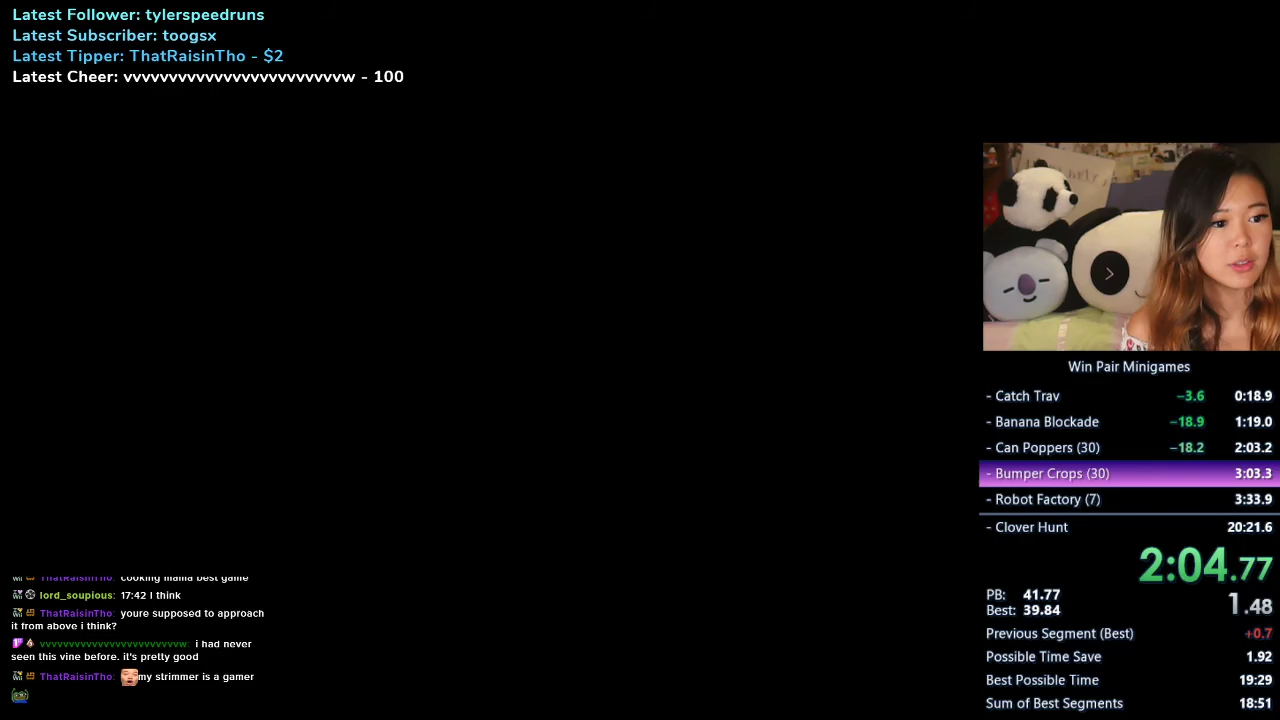 Latest Follower: tylerspeedruns
Latest Subscriber: toogsx
Latest Tipper: ThatRaisinTho - $2
Latest Cheer: vvvvvvvvvvvvvvvvvvvvvvvvw - 100
Win Pair Minigames
- Catch Trav −3.6 0:18.9
- Banana Blockade −18.9 1:19.0
- Can Poppers (30) −18.2 2:03.2
- Bumper Crops (30) 3:03.3
- Robot Factory (7) 3:33.9
- Clover Hunt 20:21.6
2:04.77
PB: 41.77
Best: 39.84
1.48
Previous Segment (Best) +0.7
Possible Time Save 1.92
Best Possible Time 19:29
Sum of Best Segments 18:51
ThatRaisinTho: cooking mama best game
lord_soupious: 17:42 I think
ThatRaisinTho: youre supposed to approach
it from above i think?
vvvvvvvvvvvvvvvvvvvvvvvvw: i had never
seen this vine before. it's pretty good
ThatRaisinTho: my strimmer is a gamer